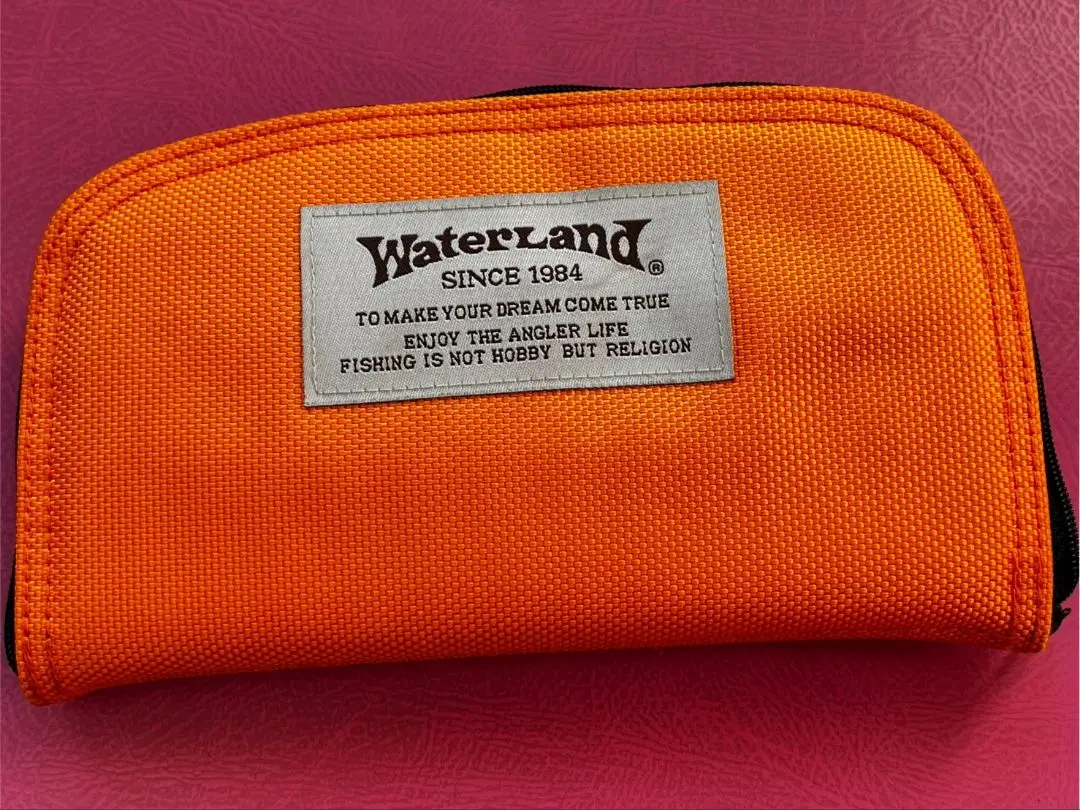 WaterLand®
SINCE 1984
TO MAKE YOUR DREAM COME TRUE
ENJOY THE ANGLER LIFE
FISHING IS NOT HOBBY BUT RELIGION